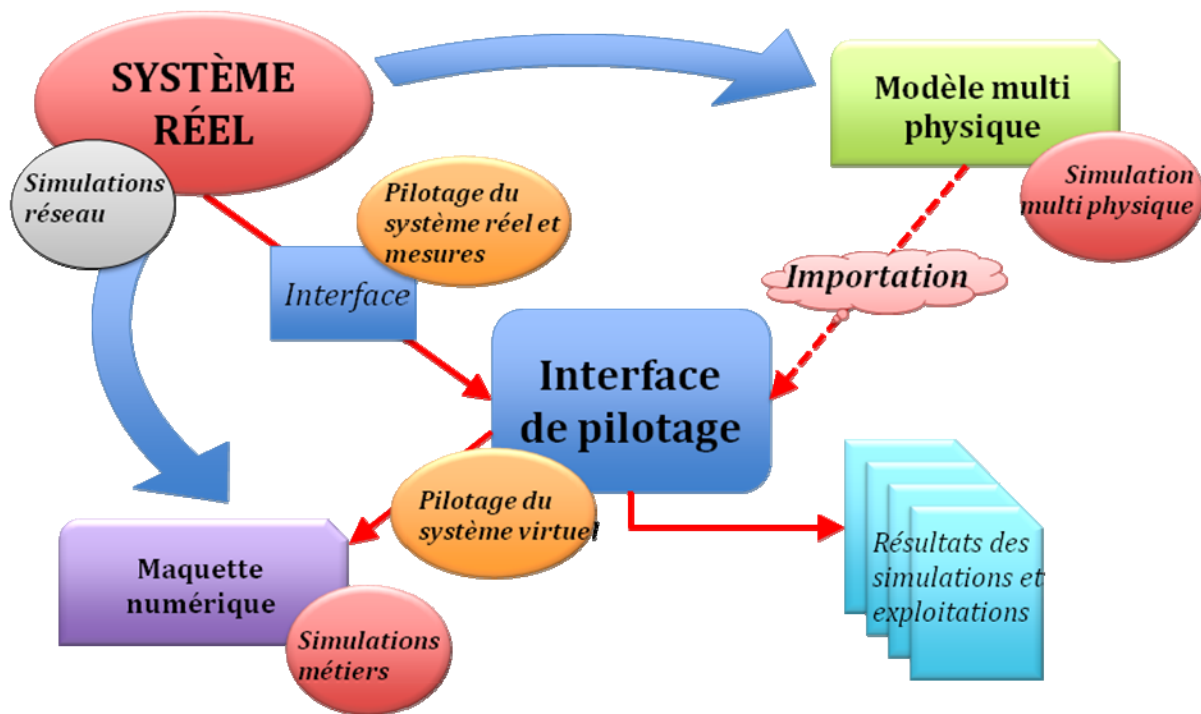 SYSTÈME
RÉEL
Simulations
réseau
Modèle multi
physique
Simulation
multi physique
Pilotage du
système réel et
mesures
Interface
Importation
Interface
de pilotage
Pilotage du
système virtuel
Maquette
numérique
Simulations
métiers
Résultats des
simulations et
exploitations